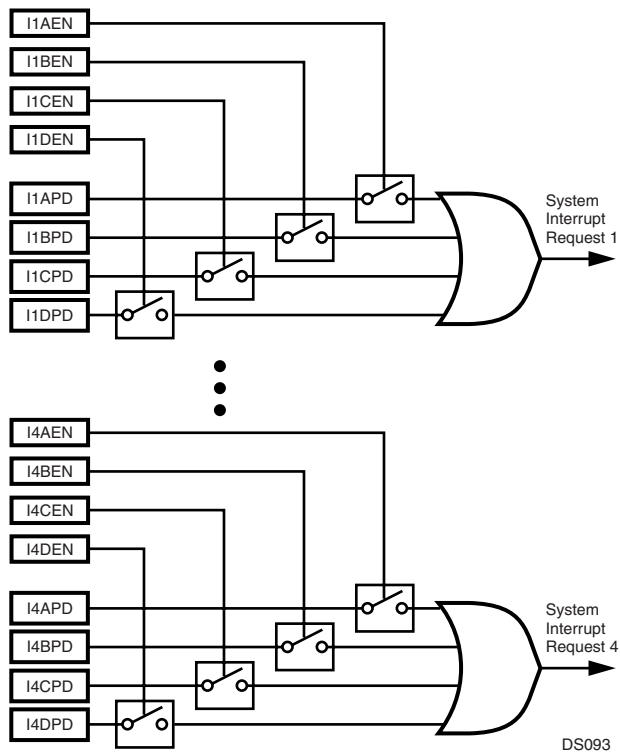 I1AEN
I1BEN
I1CEN
I1DEN
I1APD
I1BPD
I1CPD
I1DPD
System
Interrupt
Request 1
I4AEN
I4BEN
I4CEN
I4DEN
I4APD
I4BPD
I4CPD
I4DPD
System
Interrupt
Request 4
DS093